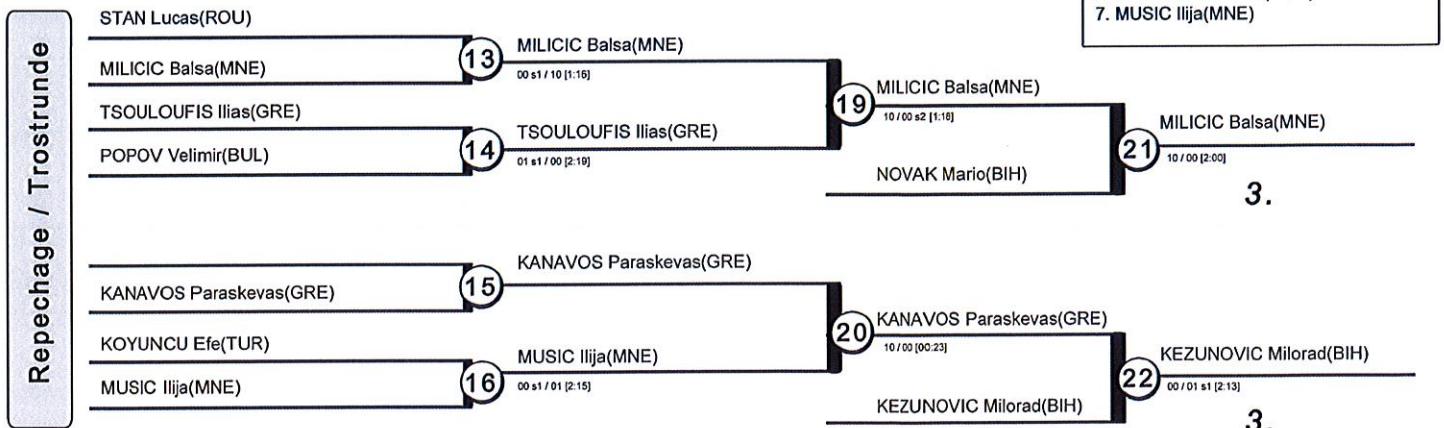 7. MUSIC Ilija(MNE)
Repechage / Trostrunde
STAN Lucas(ROU)
MILICIC Balsa(MNE)
13
MILICIC Balsa(MNE)
00 s1 / 10 [1:16]
TSOULOUFIS Ilias(GRE)
POPOV Velimir(BUL)
14
TSOULOUFIS Ilias(GRE)
01 s1 / 00 [2:19]
19
MILICIC Balsa(MNE)
10 / 00 s2 [1:16]
NOVAK Mario(BIH)
21
MILICIC Balsa(MNE)
10 / 00 [2:00]
3.
KANAVOS Paraskevas(GRE)
15
KANAVOS Paraskevas(GRE)
KOYUNCU Efe(TUR)
MUSIC Ilija(MNE)
16
MUSIC Ilija(MNE)
00 s1 / 01 [2:15]
20
KANAVOS Paraskevas(GRE)
10 / 00 [00:23]
KEZUNOVIC Milorad(BIH)
22
KEZUNOVIC Milorad(BIH)
00 / 01 s1 [2:13]
3.